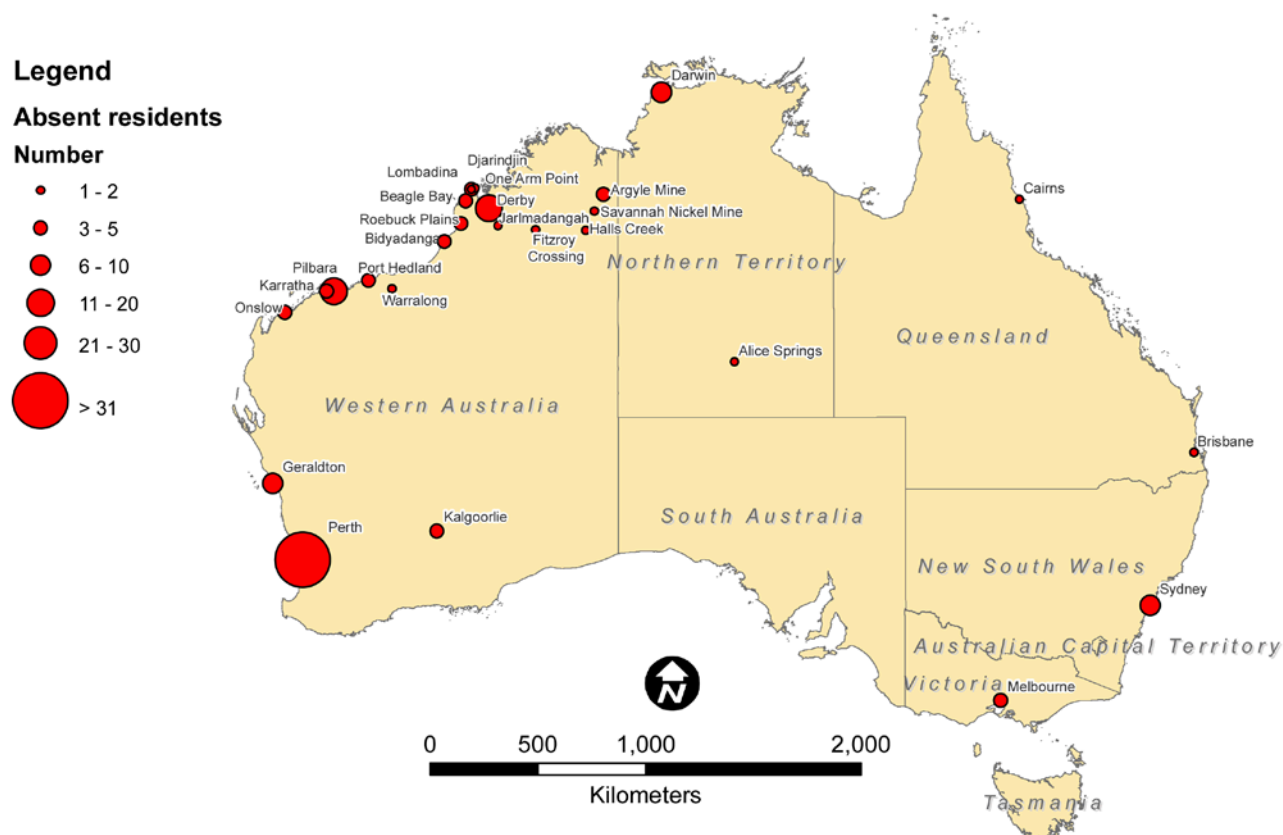 Legend
Absent residents
Number
1 - 2
3 - 5
6 - 10
11 - 20
21 - 30
> 31
Darwin
Djarindjin
Lombadina
One Arm Point
Argyle Mine
Beagle Bay
Derby
Cairns
Savannah Nickel Mine
Roebuck Plains
Jarlmadangah
Halls Creek
Bidyadanga
Fitzroy
Crossing
Northern Territory
Pilbara
Port Hedland
Karratha
Warralong
Onslow
Queensland
Alice Springs
Western Australia
Brisbane
Geraldton
Kalgoorlie
South Australia
Perth
New South Wales
Sydney
Australian Capital Territory
Victoria
Melbourne
N
0 500 1,000 2,000
Kilometers
Tasmania